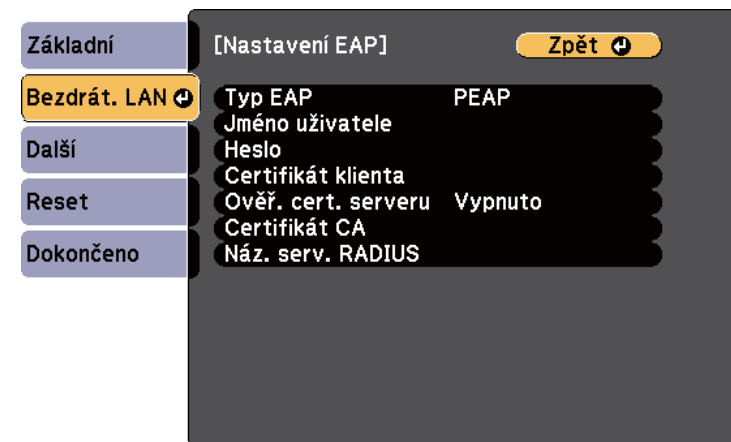 Základní
Bezdrát. LAN
Další
Reset
Dokončeno
[Nastavení EAP]
Zpět
Typ EAP PEAP
Jméno uživatele
Heslo
Certifikát klienta
Ověř. cert. serveru Vypnuto
Certifikát CA
Náz. serv. RADIUS